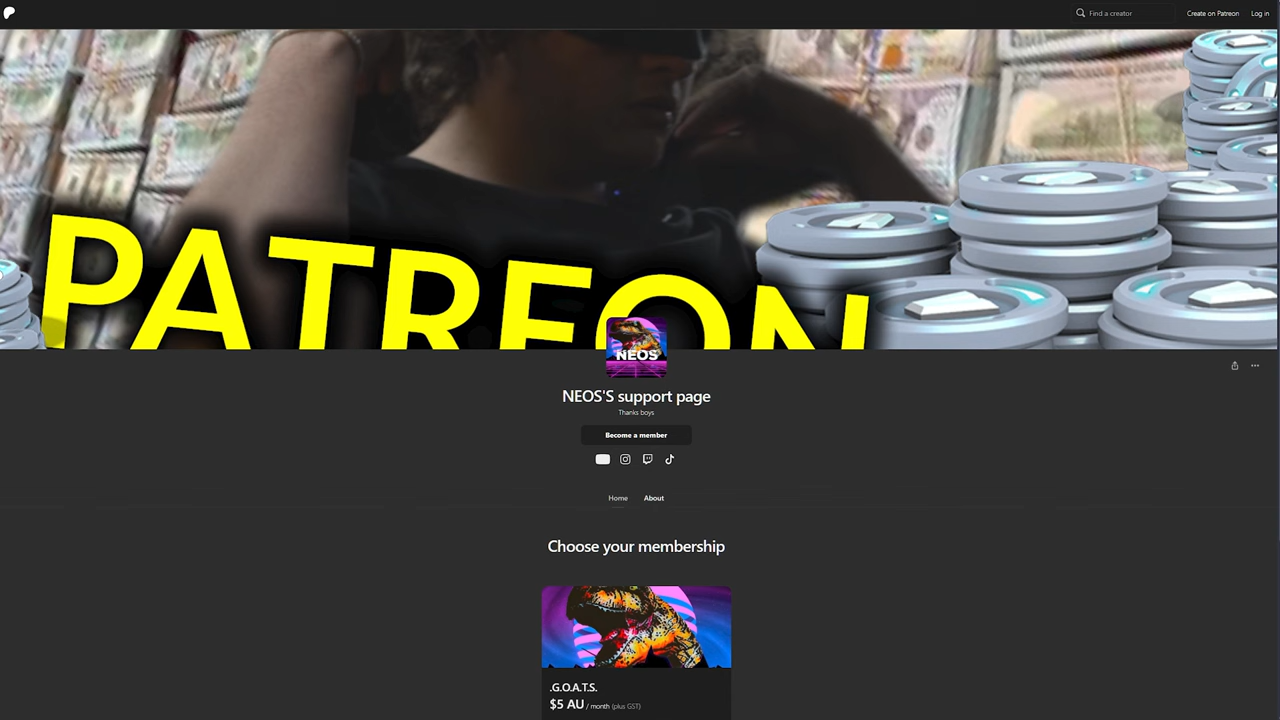 Find a creator
Create on Patreon
Log in
PATREON
NEOS
NEOS'S support page
Thanks boys
Become a member
Home
About
Choose your membership
.G.O.A.T.S.
$5 AU / month (plus GST)